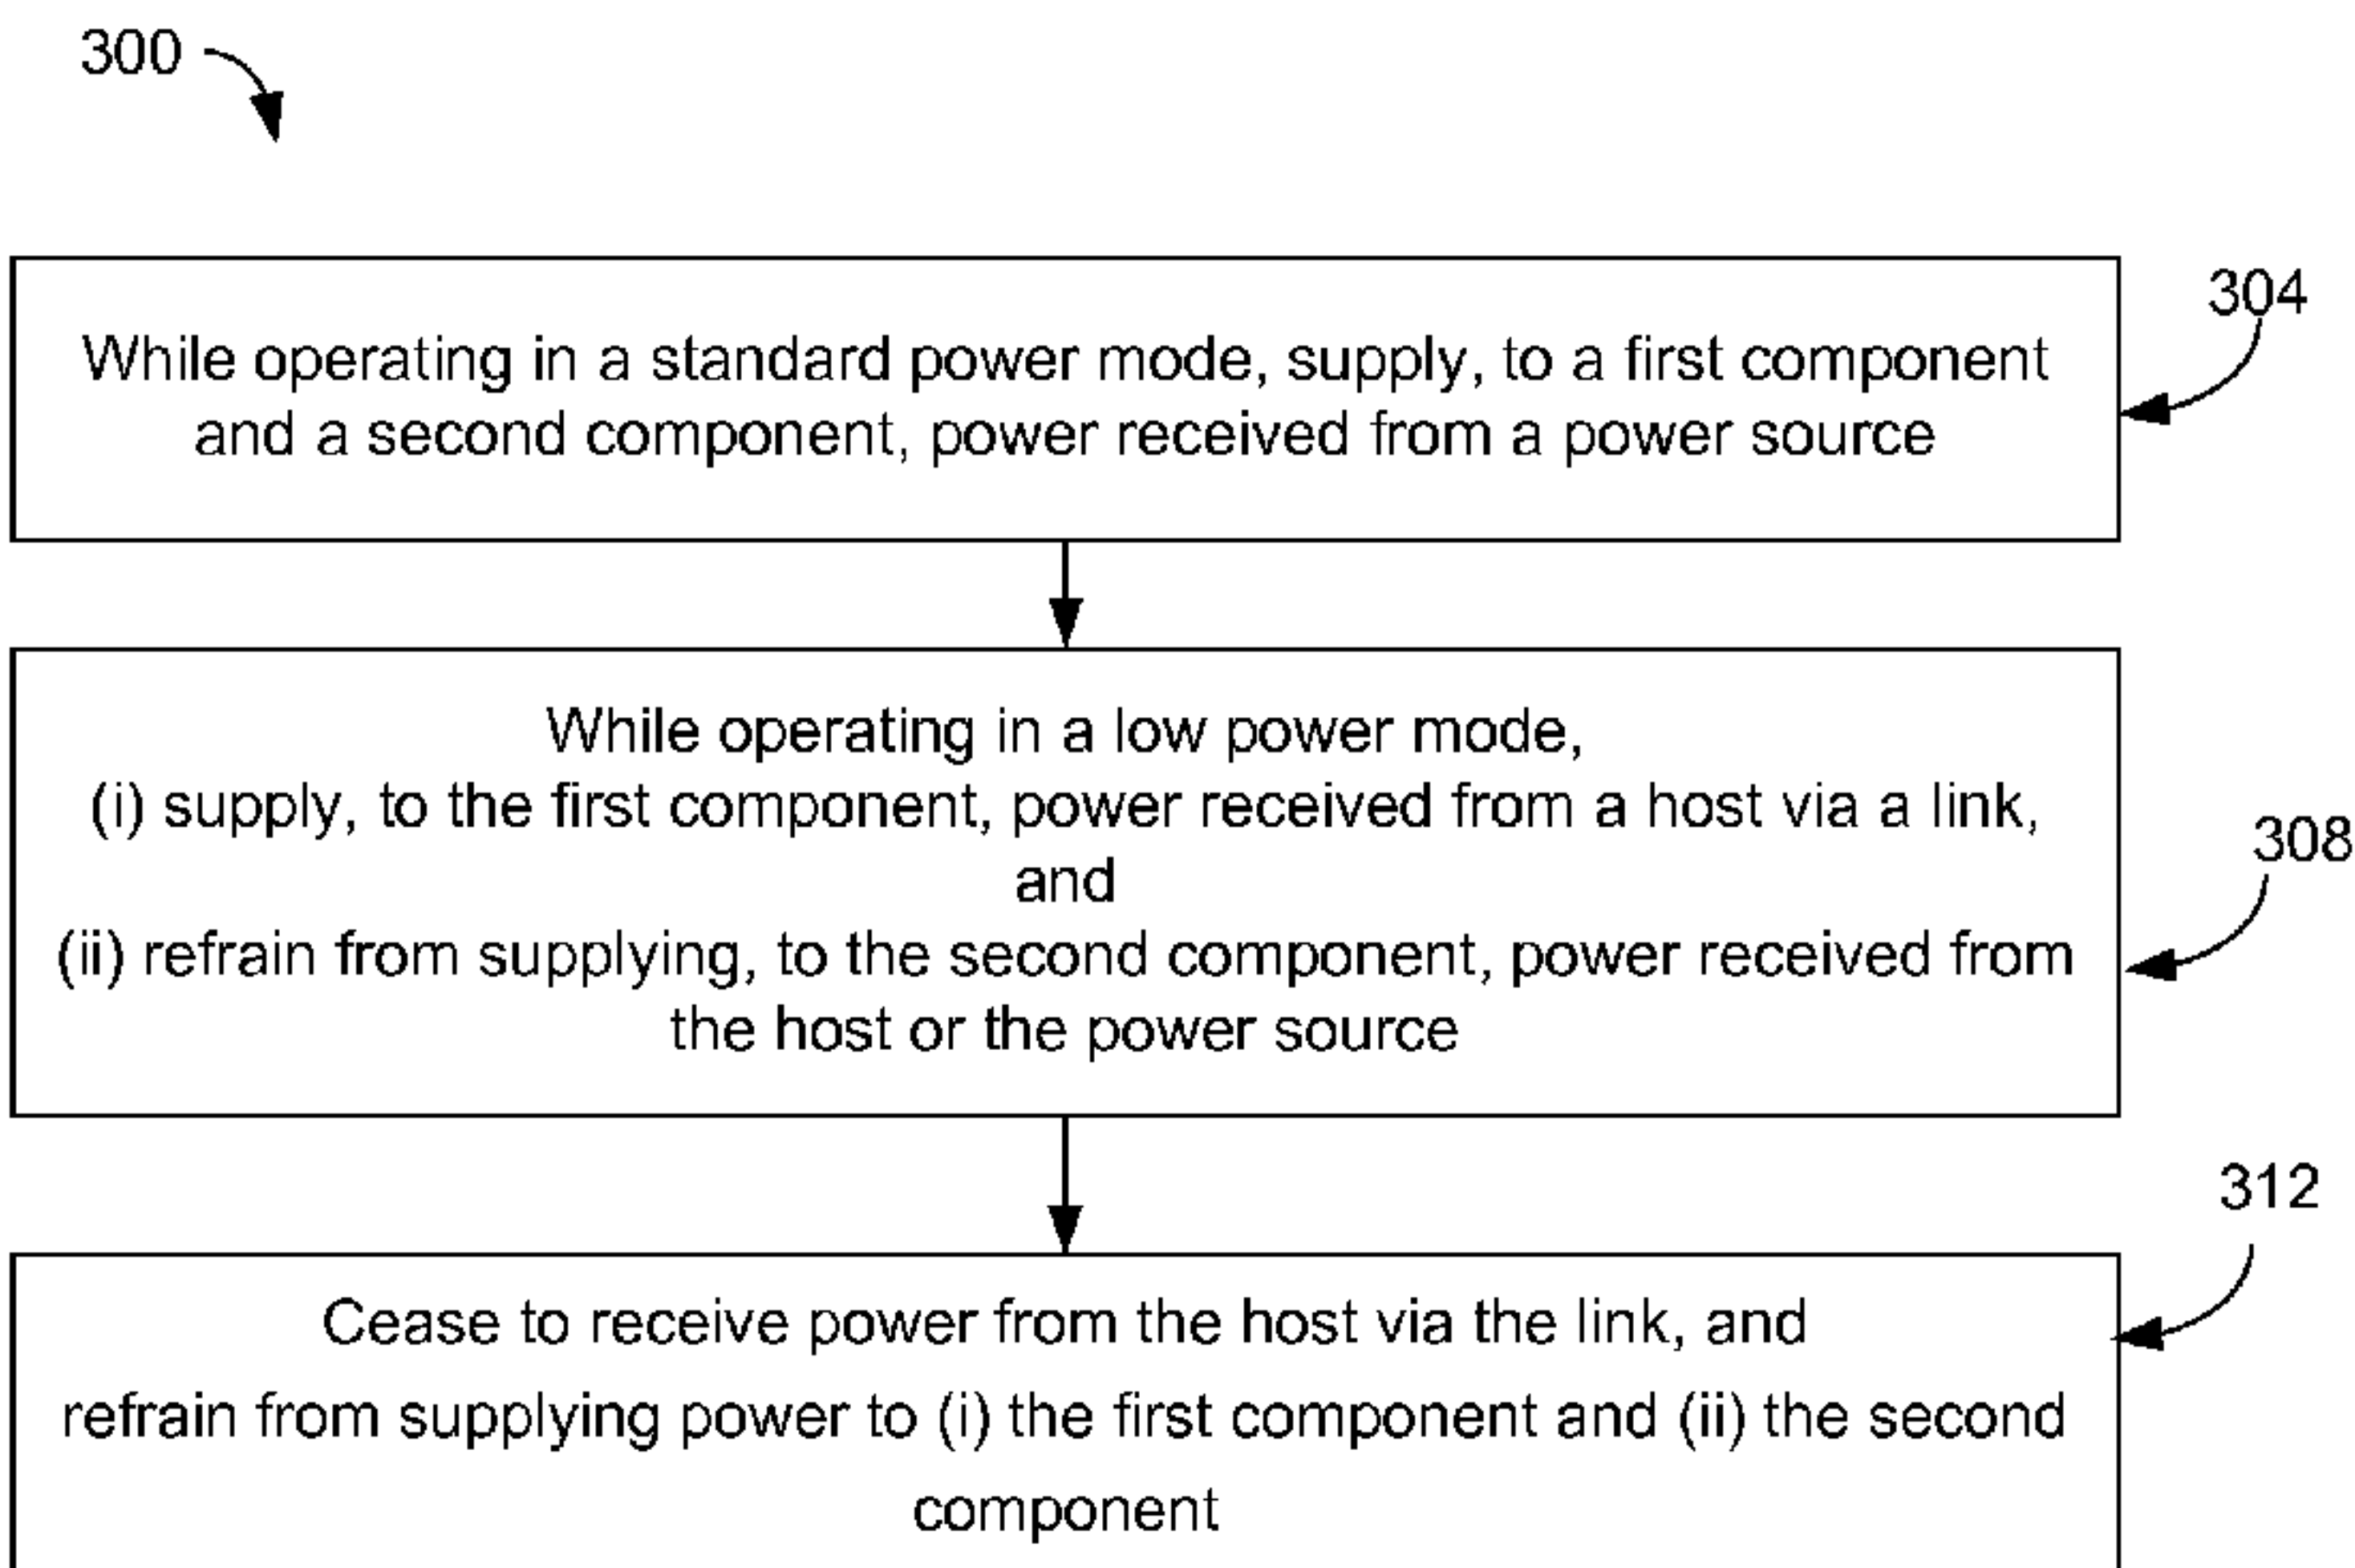 300
304
While operating in a standard power mode, supply, to a first component
and a second component, power received from a power source
While operating in a low power mode,
(i) supply, to the first component, power received from a host via a link,
308
and
(ii) refrain from supplying, to the second component, power received from
the host or the power source
312
Cease to receive power from the host via the link, and
refrain from supplying power to (i) the first component and (ii) the second
component